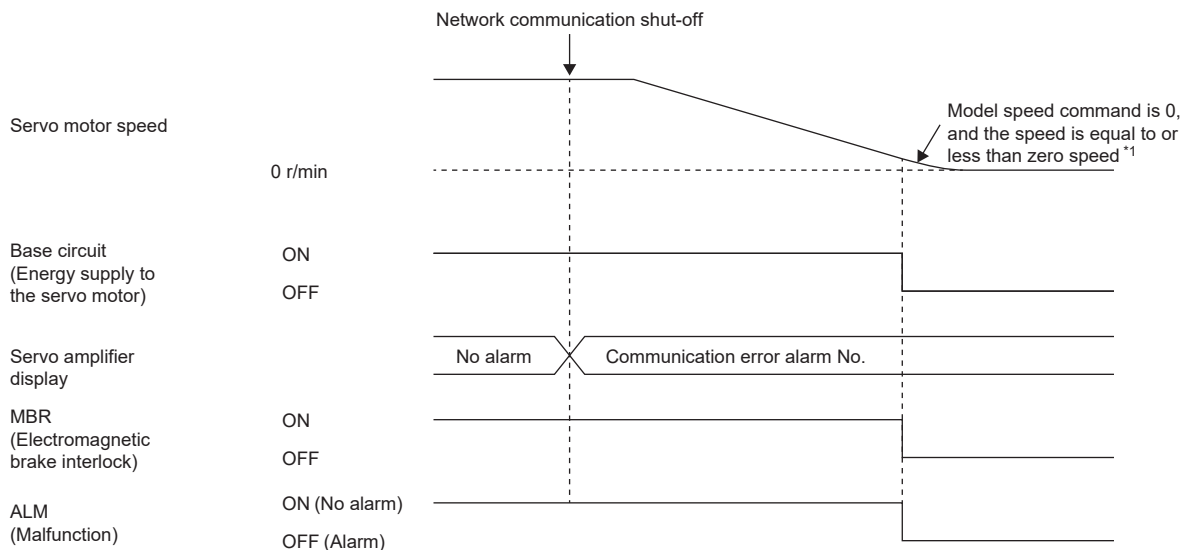 Network communication shut-off
Servo motor speed
Model speed command is 0,
and the speed is equal to or
less than zero speed *1
0 r/min
Base circuit
(Energy supply to
the servo motor)
ON
OFF
Servo amplifier
display
No alarm
Communication error alarm No.
MBR
(Electromagnetic
brake interlock)
ON
OFF
ALM
(Malfunction)
ON (No alarm)
OFF (Alarm)